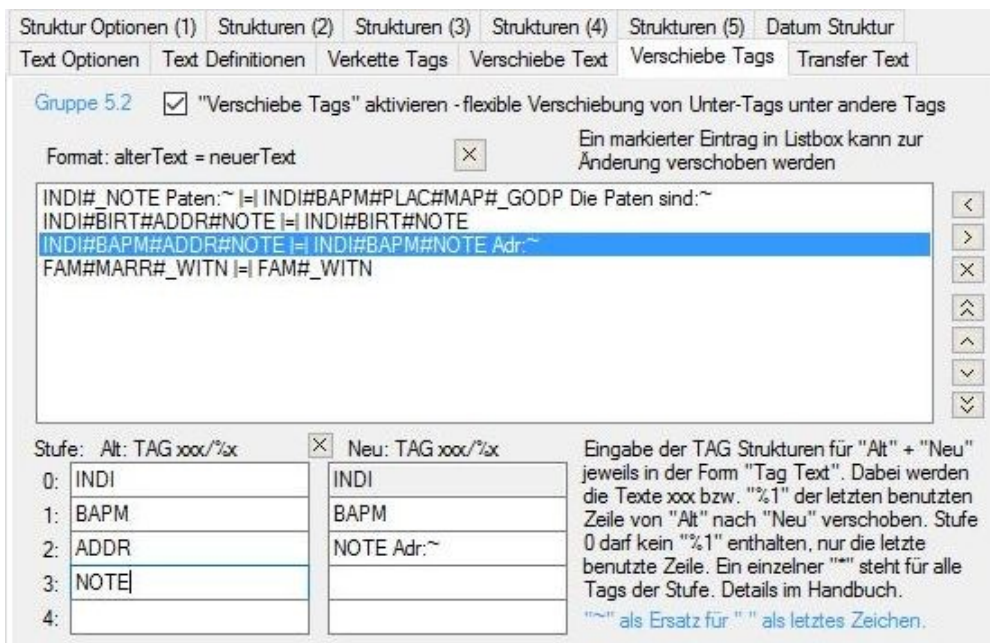 Struktur Optionen (1) Strukturen (2) Strukturen (3) Strukturen (4) Strukturen (5) Datum Struktur
Text Optionen Text Definitionen Verkette Tags Verschiebe Text Verschiebe Tags Transfer Text
Gruppe 5.2 "Verschiebe Tags" aktivieren - flexible Verschiebung von Unter-Tags unter andere Tags
Format: alterText = neuerText
Ein markierter Eintrag in Listbox kann zur
Änderung verschoben werden
INDI#_NOTE Paten:~ |=| INDI#BAPM#PLAC#MAP#_GODP Die Paten sind:~
INDI#BIRT#ADDR#NOTE |=| INDI#BIRT#NOTE
INDI#BAPM#ADDR#NOTE |=| INDI#BAPM#NOTE Adr:~
FAM#MARR#_WITN |=| FAM#_WITN
Stufe: Alt: TAG xxx/%x Neu: TAG xxx/%x
0: INDI INDI
1: BAPM BAPM
2: ADDR NOTE Adr:~
3: NOTE
4:
Eingabe der TAG Strukturen für "Alt" + "Neu"
jeweils in der Form "Tag Text". Dabei werden
die Texte xxx bzw. "%1" der letzten benutzten
Zeile von "Alt" nach "Neu" verschoben. Stufe
0 darf kein "%1" enthalten, nur die letzte
benutzte Zeile. Ein einzelner "*" steht für alle
Tags der Stufe. Details im Handbuch.
"~" als Ersatz für " " als letztes Zeichen.